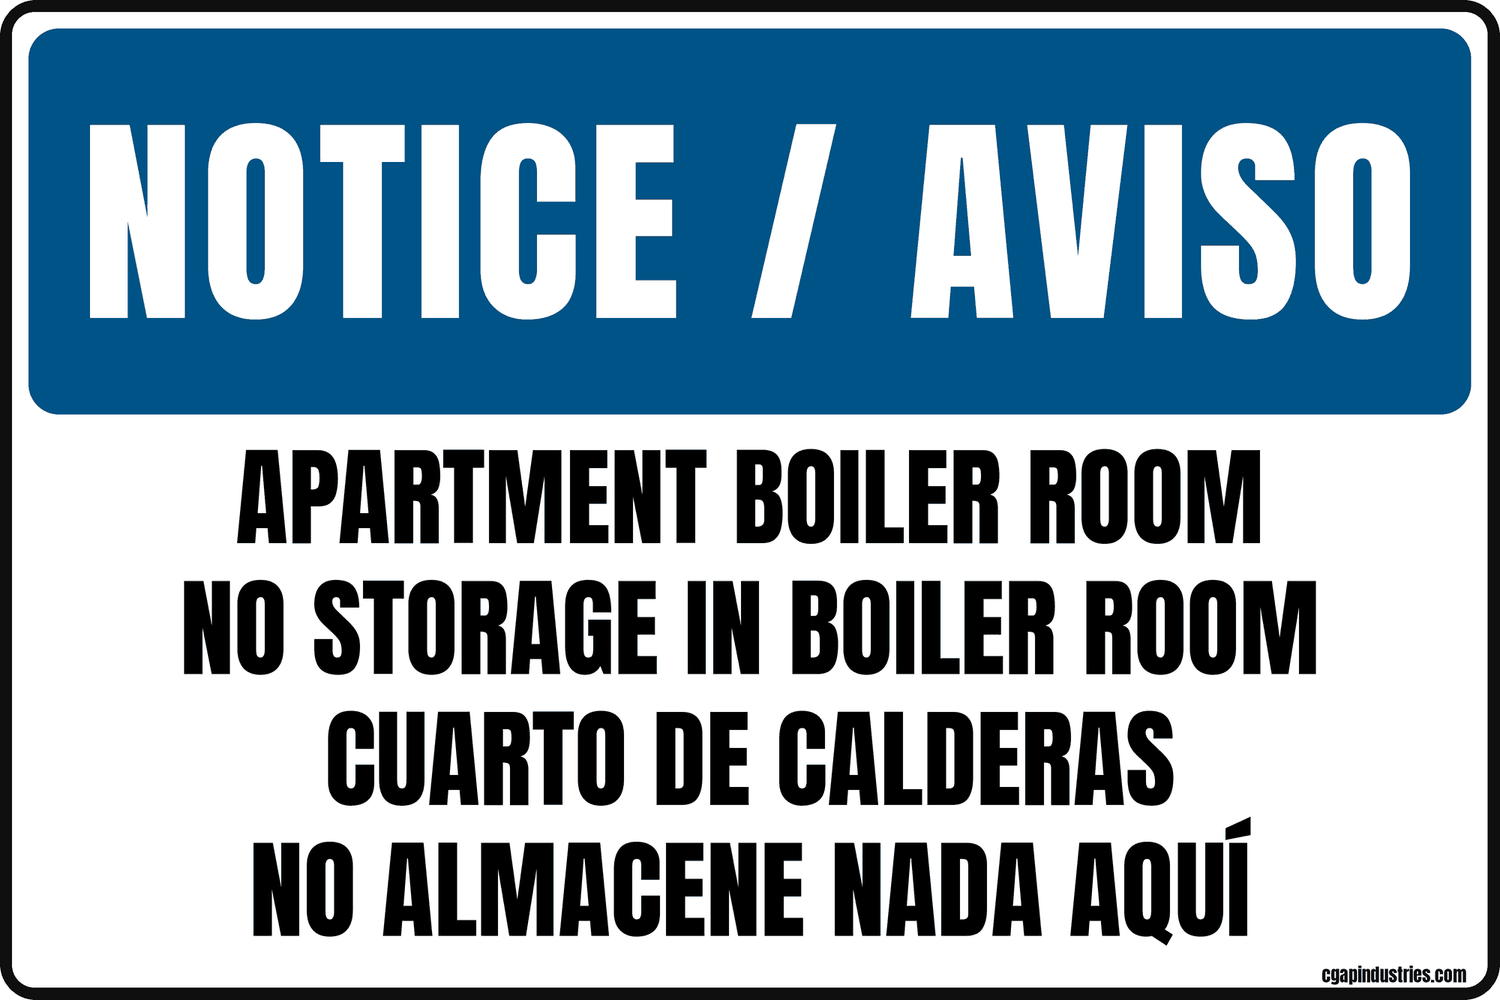 NOTICE / AVISO
APARTMENT BOILER ROOM
NO STORAGE IN BOILER ROOM
CUARTO DE CALDERAS
NO ALMACENE NADA AQUÍ
cgapindustries.com